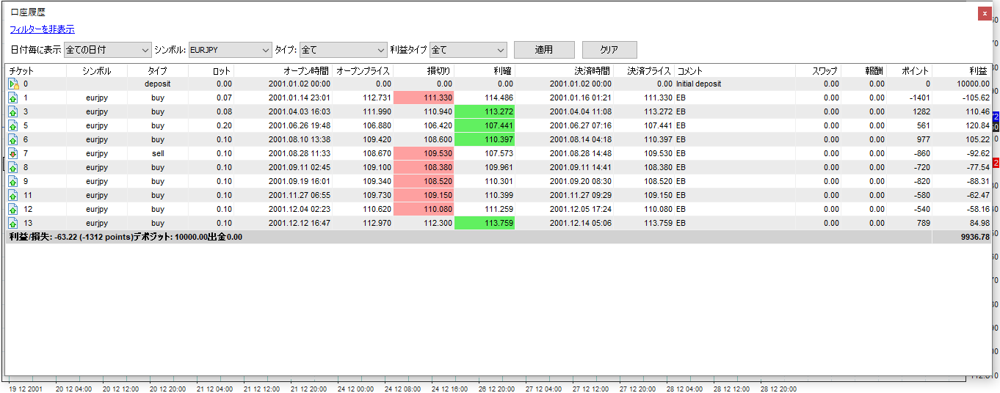 口座履歴
x
フィルターを非表示
日付毎に表示 全ての日付 シンボル: EURJPY タイプ: 全て 利益タイプ 全て 適用 クリア
チケット シンボル タイプ ロット オープン時間 オープンプライス 損切り 利確 決済時間 決済プライス コメント スワップ 報酬 ポイント 利益
0 deposit 0.00 2001.01.02 00:00 0.00 0.00 0.00 2001.01.02 00:00 0.00 Initial deposit 0.00 0.00 0 10000.00
1 eurjpy buy 0.07 2001.01.14 23:01 112.731 111.330 114.486 2001.01.16 01:21 111.330 EB 0.00 0.00 -1401 -105.62
3 eurjpy buy 0.08 2001.04.03 16:03 111.990 110.940 113.272 2001.04.04 11:08 113.272 EB 0.00 0.00 1282 110.46
5 eurjpy buy 0.20 2001.06.26 19:48 106.880 106.420 107.441 2001.06.27 07:16 107.441 EB 0.00 0.00 561 120.84
6 eurjpy buy 0.10 2001.08.10 13:38 109.420 108.600 110.397 2001.08.14 04:18 110.397 EB 0.00 0.00 977 105.22
7 eurjpy sell 0.10 2001.08.28 11:33 108.670 109.530 107.573 2001.08.28 14:48 109.530 EB 0.00 0.00 -860 -92.62
8 eurjpy buy 0.10 2001.09.11 02:45 109.100 108.380 109.961 2001.09.11 14:41 108.380 EB 0.00 0.00 -720 -77.54
9 eurjpy buy 0.10 2001.09.19 16:01 109.340 108.520 110.301 2001.09.20 08:30 108.520 EB 0.00 0.00 -820 -88.31
11 eurjpy buy 0.10 2001.11.27 06:55 109.730 109.150 110.399 2001.11.27 09:29 109.150 EB 0.00 0.00 -580 -62.47
12 eurjpy buy 0.10 2001.12.04 02:23 110.620 110.080 111.259 2001.12.05 17:24 110.080 EB 0.00 0.00 -540 -58.16
13 eurjpy buy 0.10 2001.12.12 16:47 112.970 112.300 113.759 2001.12.14 05:06 113.759 EB 0.00 0.00 789 84.98
利益/損失: -63.22 (-1312 points)デポジット: 10000.00出金0.00 9936.78
19 12 2001 20 12 04:00 20 12 12:00 20 12 20:00 21 12 04:00 21 12 12:00 21 12 20:00 24 12 00:00 24 12 08:00 24 12 16:00 26 12 20:00 27 12 04:00 27 12 12:00 27 12 20:00 28 12 04:00 28 12 12:00 28 12 20:00